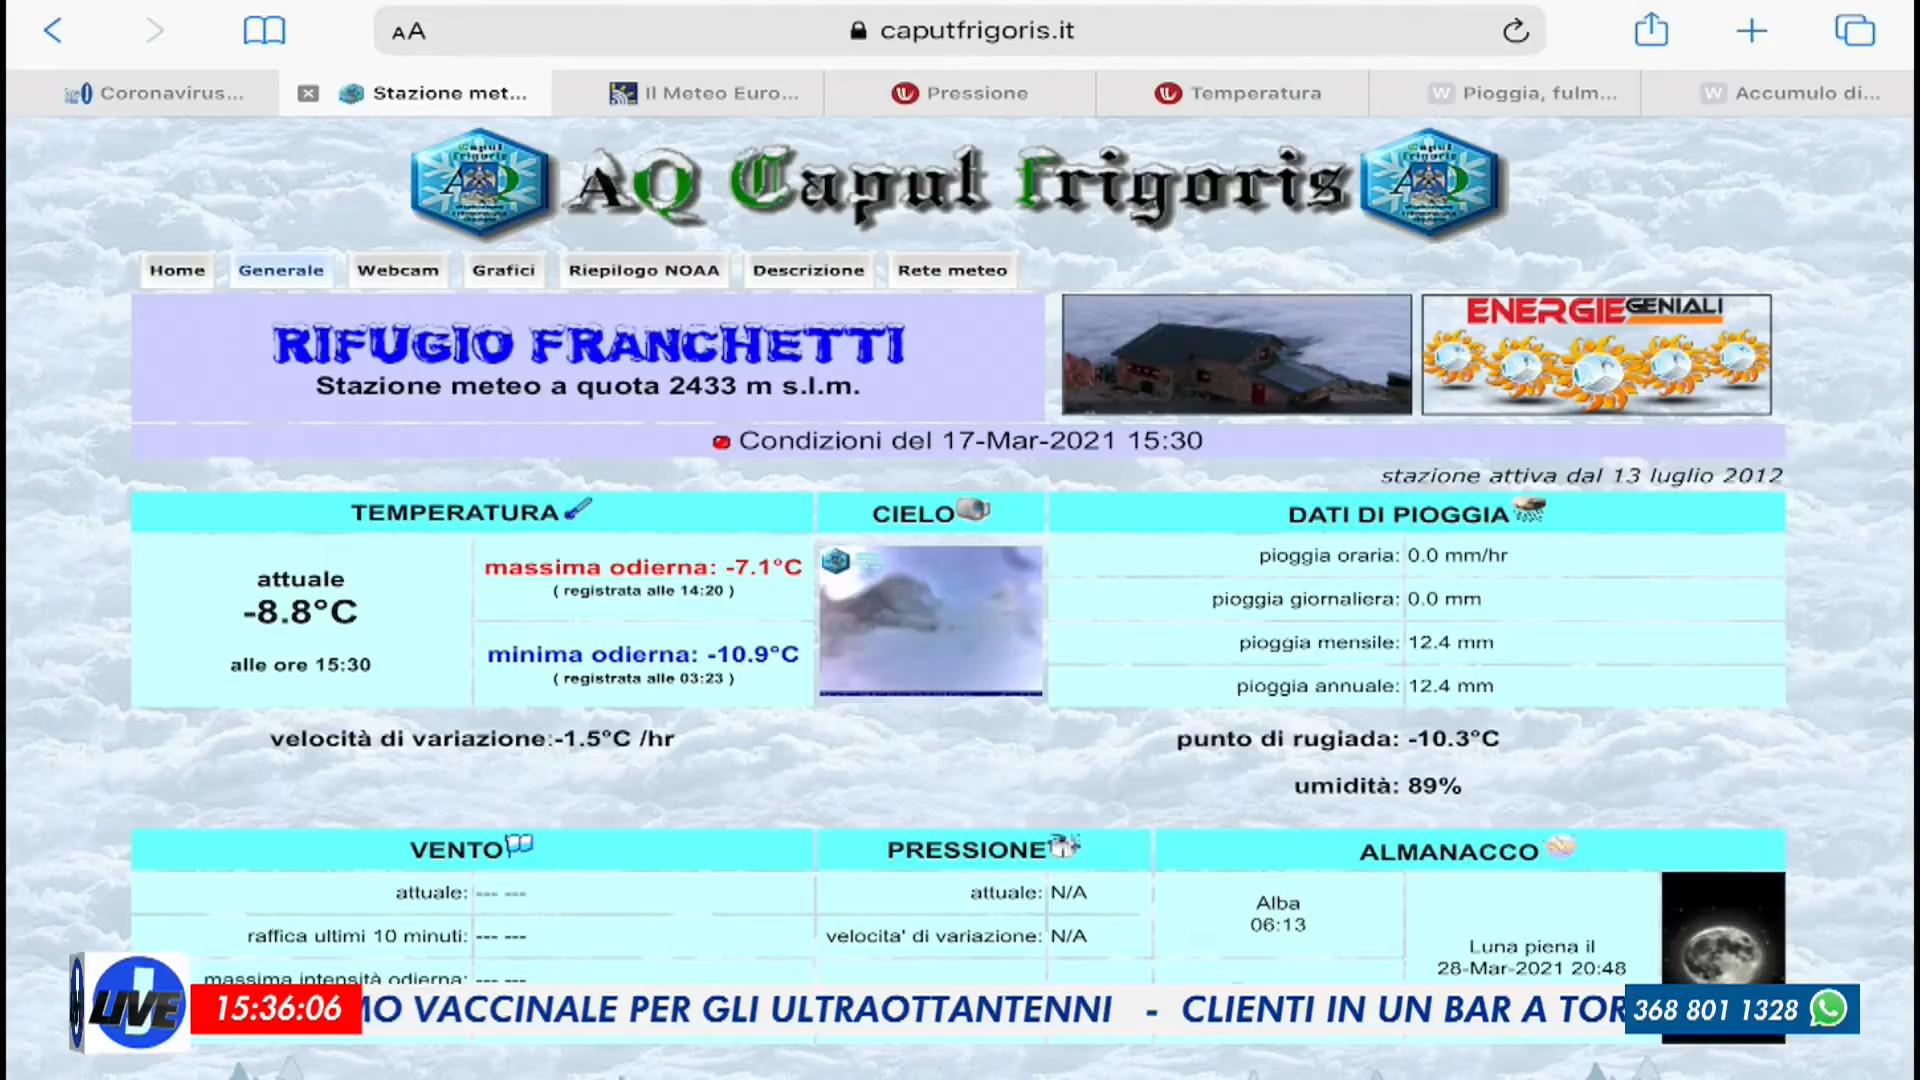 AA caputfrigoris.it
Coronavirus... Stazione met... Il Meteo Euro... Pressione Temperatura Pioggia, fulm... Accumulo di...
AQ Caput Frigoris
Home Generale Webcam Grafici Riepilogo NOAA Descrizione Rete meteo
RIFUGIO FRANCHETTI
Stazione meteo a quota 2433 m s.l.m.
ENERGIEGENIALI
Condizioni del 17-Mar-2021 15:30
stazione attiva dal 13 luglio 2012
TEMPERATURA CIELO DATI DI PIOGGIA
attuale
-8.8°C
alle ore 15:30
massima odierna: -7.1°C
( registrata alle 14:20 )
minima odierna: -10.9°C
( registrata alle 03:23 )
pioggia oraria: 0.0 mm/hr
pioggia giornaliera: 0.0 mm
pioggia mensile: 12.4 mm
pioggia annuale: 12.4 mm
velocità di variazione:-1.5°C /hr
punto di rugiada: -10.3°C
umidità: 89%
VENTO PRESSIONE ALMANACCO
attuale: --- ---
raffica ultimi 10 minuti: --- ---
massima intensità odierna: --- ---
attuale: N/A
velocita' di variazione: N/A
Alba
06:13
Luna piena il
28-Mar-2021 20:48
LIVE
15:36:06 MO VACCINALE PER GLI ULTRAOTTANTENNI - CLIENTI IN UN BAR A TOR 368 801 1328